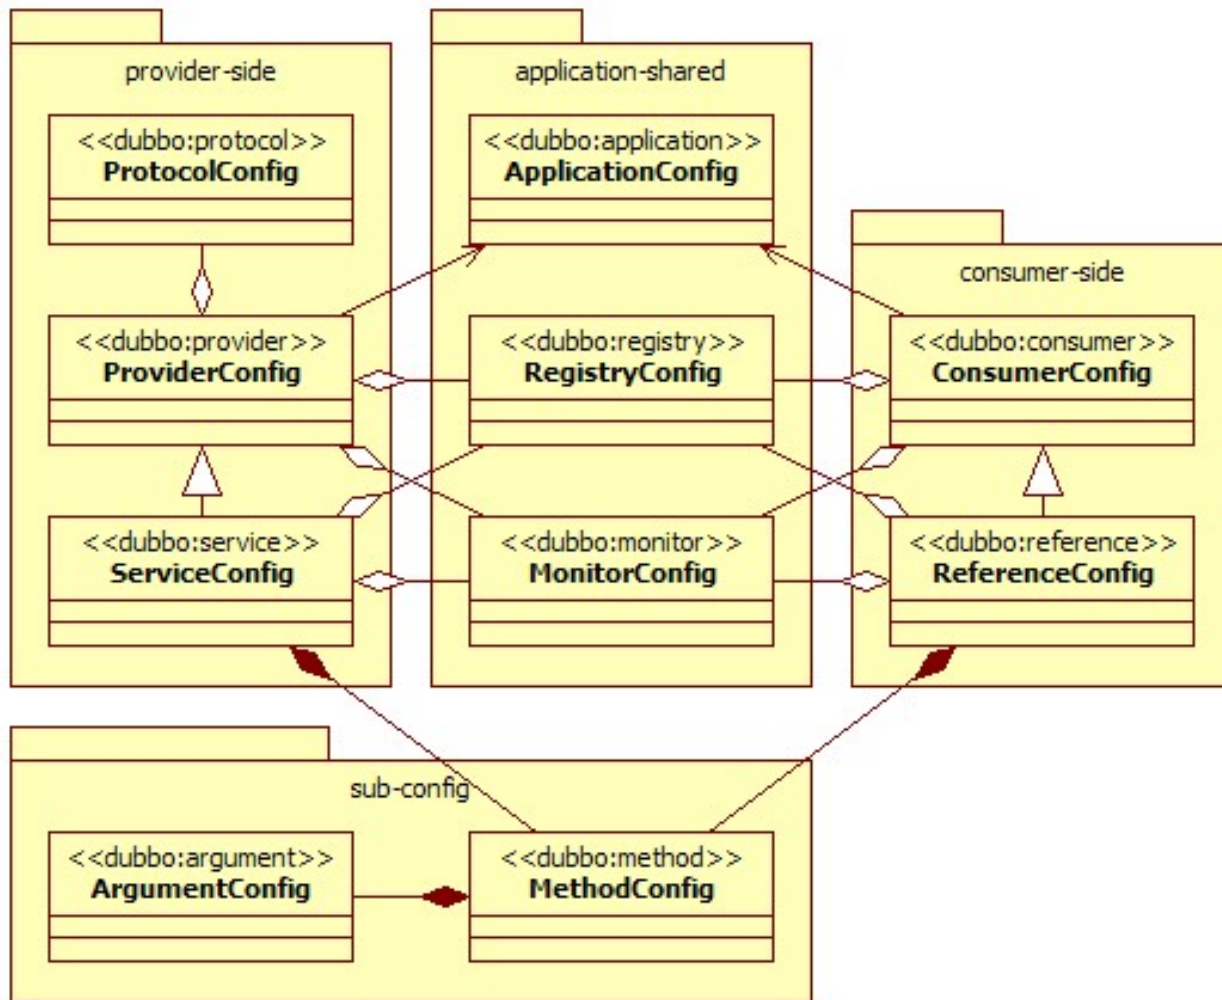 provider-side
<<dubbo:protocol>>
ProtocolConfig
<<dubbo:provider>>
ProviderConfig
<<dubbo:service>>
ServiceConfig
application-shared
<<dubbo:application>>
ApplicationConfig
<<dubbo:registry>>
RegistryConfig
<<dubbo:monitor>>
MonitorConfig
consumer-side
<<dubbo:consumer>>
ConsumerConfig
<<dubbo:reference>>
ReferenceConfig
sub-config
<<dubbo:argument>>
ArgumentConfig
<<dubbo:method>>
MethodConfig